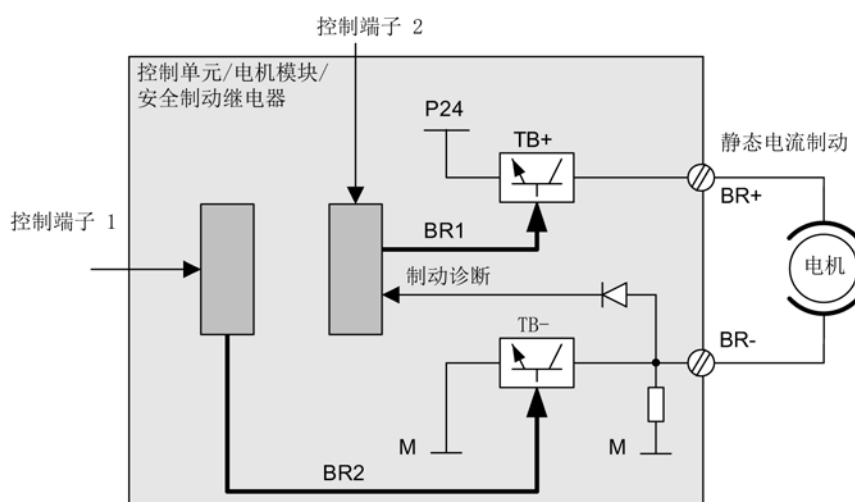 控制端子 2
控制单元/电机模块/
安全制动继电器
P24
TB+
静态电流制动
BR+
控制端子 1
BR1
电机
制动诊断
TB-
BR-
M
M
BR2